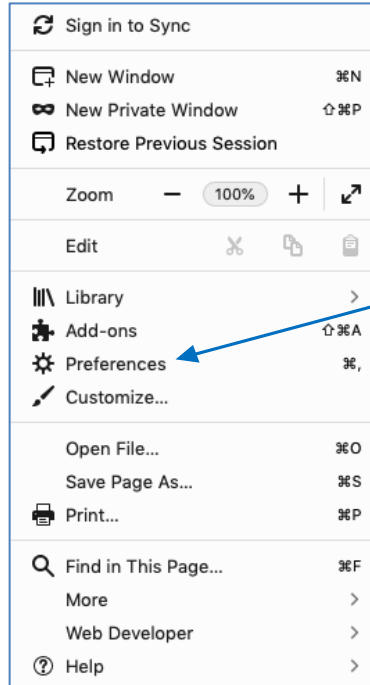 Sign in to Sync
New Window ⌘N
New Private Window ⇧⌘P
Restore Previous Session
Zoom − 100% +
Edit
Library >
Add-ons ⇧⌘A
Preferences ⌘,
Customize...
Open File... ⌘O
Save Page As... ⌘S
Print... ⌘P
Find in This Page... ⌘F
More >
Web Developer >
Help >